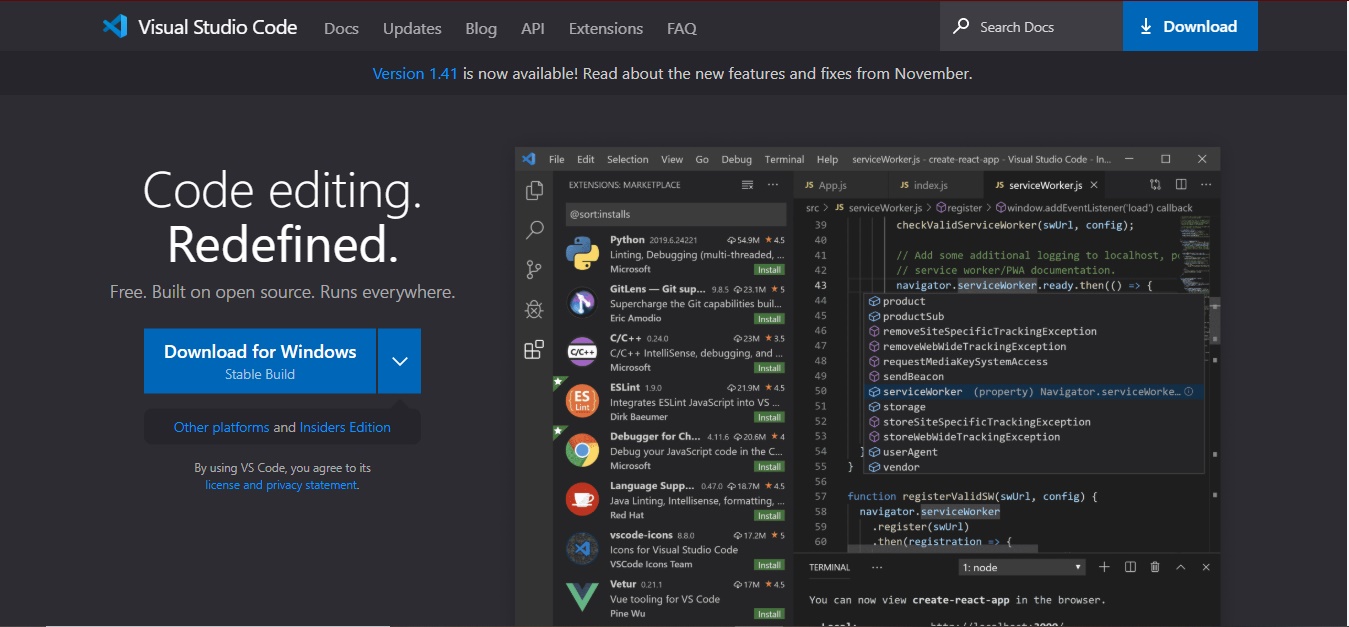 Visual Studio Code Docs Updates Blog API Extensions FAQ Search Docs Download
Version 1.41 is now available! Read about the new features and fixes from November.
Code editing.
Redefined.
Free. Built on open source. Runs everywhere.
Download for Windows
Stable Build
Other platforms and Insiders Edition
By using VS Code, you agree to its
license and privacy statement.
File Edit Selection View Go Debug Terminal Help serviceWorker.js - create-react-app - Visual Studio Code - In...
EXTENSIONS: MARKETPLACE
@sort:installs
Python 2019.6.24221 54.9M 4.5
Linting, Debugging (multi-threaded, ...
Microsoft Install
GitLens — Git sup... 9.8.5 23.1M 5
Supercharge the Git capabilities buil...
Eric Amodio Install
C/C++ 0.24.0 23M 3.5
C/C++ IntelliSense, debugging, and ...
Microsoft Install
C/C++
ESLint 1.9.0 21.9M 4.5
Integrates ESLint JavaScript into VS ...
Dirk Baeumer Install
ES
Lint
Debugger for Ch... 4.11.6 20.6M 4
Debug your JavaScript code in the C...
Microsoft Install
Language Supp... 0.47.0 18.7M 4.5
Java Linting, Intellisense, formatting, ...
Red Hat Install
vscode-icons 8.8.0 17.2M 5
Icons for Visual Studio Code
VSCode Icons Team Install
Vetur 0.21.1 17M 4.5
Vue tooling for VS Code
Pine Wu Install
JS App.js JS index.js JS serviceWorker.js
src > JS serviceWorker.js > register > window.addEventListener('load') callback
39 checkValidServiceWorker(swUrl, config);
40
41 // Add some additional logging to localhost, p
42 // service worker/PWA documentation.
43 navigator.serviceWorker.ready.then(() => {
44 product
45 productSub
46 removeSiteSpecificTrackingException
47 removeWebWideTrackingException
48 requestMediaKeySystemAccess
49 sendBeacon
50 serviceWorker (property) Navigator.serviceWorke...
51 storage
52 storeSiteSpecificTrackingException
53 storeWebWideTrackingException
54 } userAgent
55 } vendor
56
57 function registerValidSW(swUrl, config) {
58 navigator.serviceWorker
59 .register(swUrl)
60 .then(registration => {
TERMINAL ... 1: node
You can now view create-react-app in the browser.